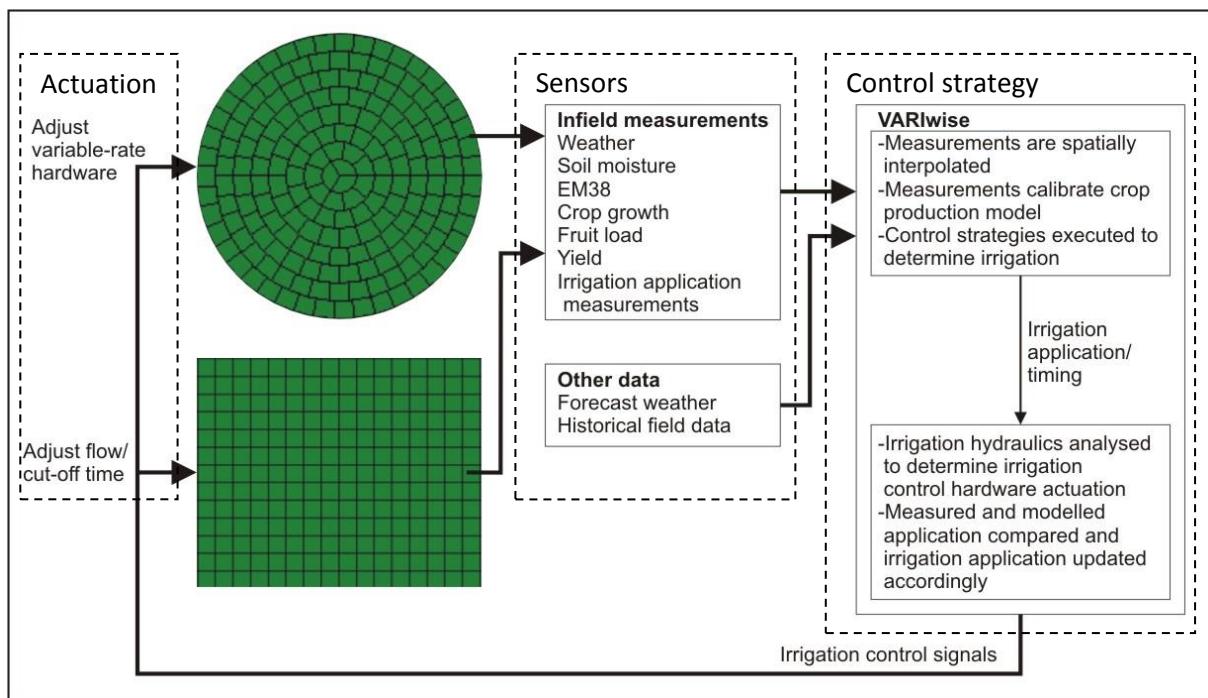 Actuation
Adjust
variable-rate
hardware
Adjust flow/
cut-off time
Sensors
Infield measurements
Weather
Soil moisture
EM38
Crop growth
Fruit load
Yield
Irrigation application
measurements
Other data
Forecast weather
Historical field data
Control strategy
VARIwise
-Measurements are spatially
interpolated
-Measurements calibrate crop
production model
-Control strategies executed to
determine irrigation
Irrigation
application/
timing
-Irrigation hydraulics analysed
to determine irrigation
control hardware actuation
-Measured and modelled
application compared and
irrigation application updated
accordingly
Irrigation control signals